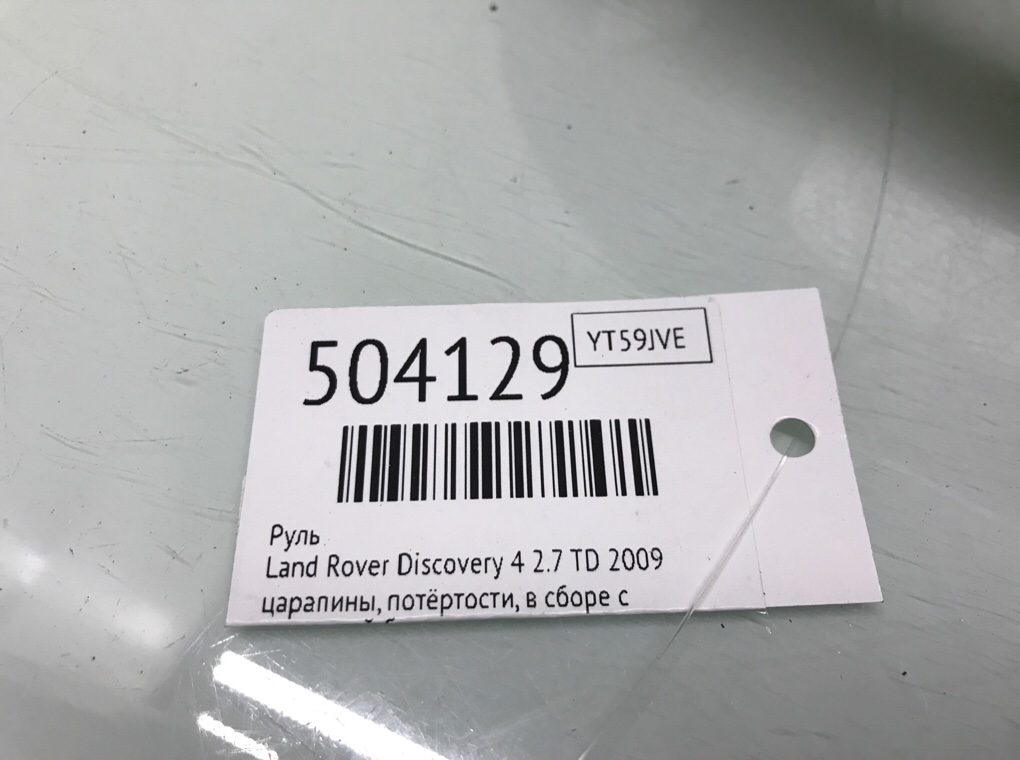 504129
YT59JVE
Руль
Land Rover Discovery 4 2.7 TD 2009
царапины, потёртости, в сборе с